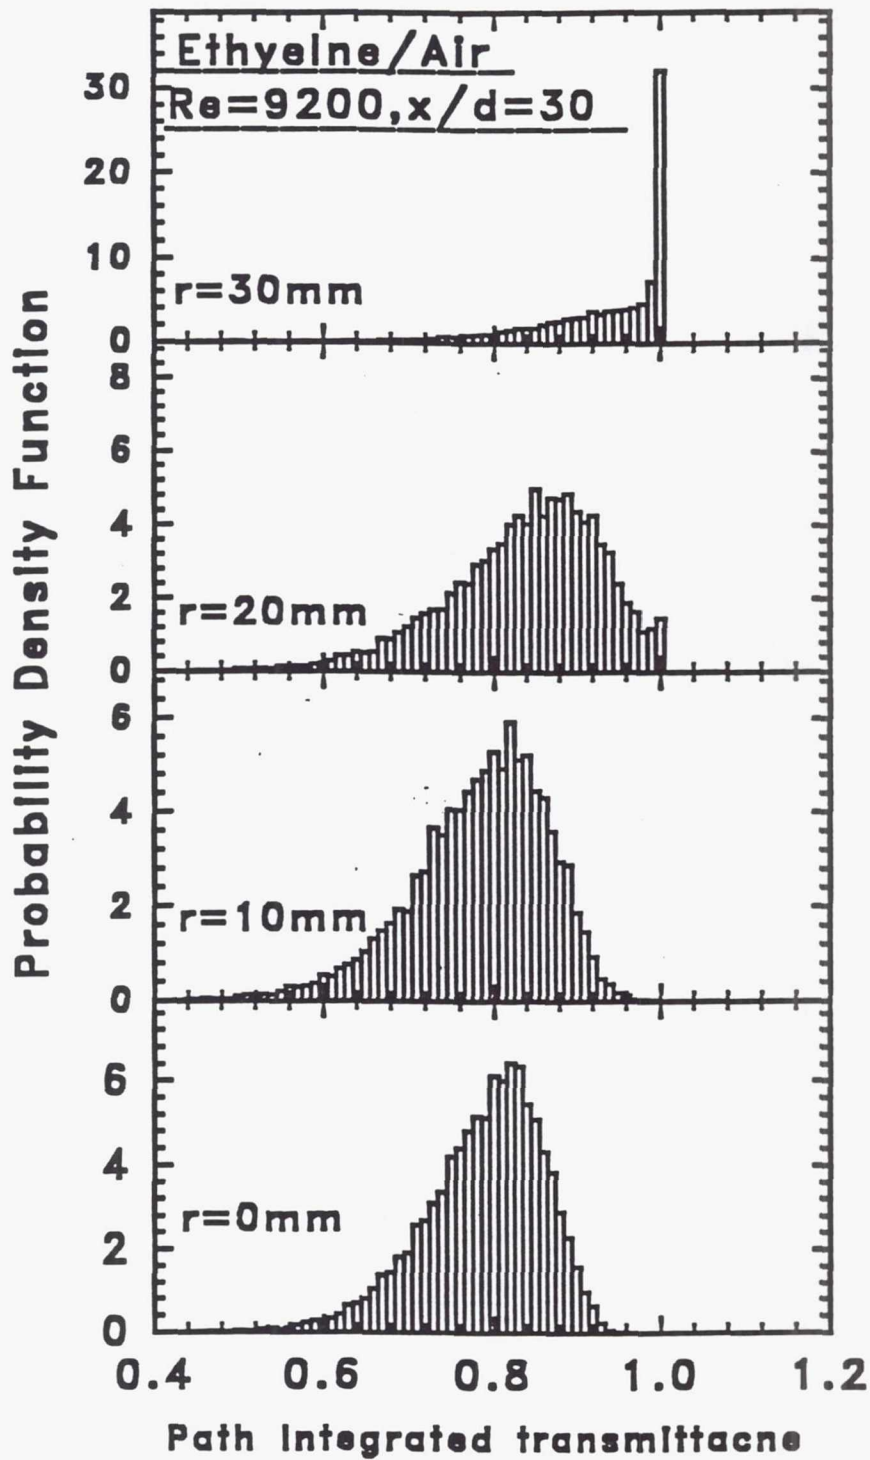 Ethyelne/Air
Re=9200,x/d=30
30
20
10
0
r=30mm
8
6
4
2
0
r=20mm
6
4
2
0
r=10mm
6
4
2
0
r=0mm
0.4 0.6 0.8 1.0 1.2
Path Integrated transmittacne
Probability Density Function